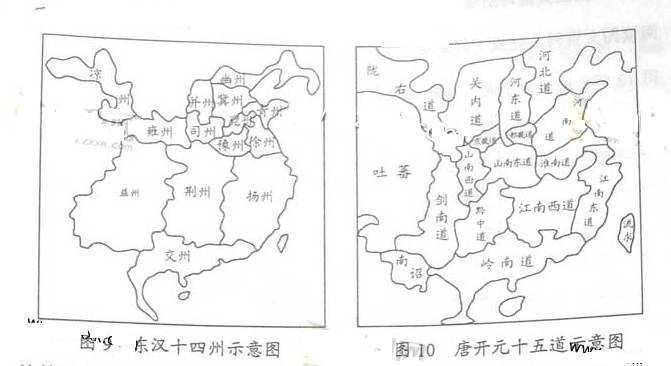 凉
州
幽州
并州
冀州
青州
兖州
雍州
司州
豫州
徐州
益州
荆州
扬州
交州
图9 东汉十四州示意图
陇
右
道
关
内
道
河
东
道
河
北
道
河
南
道
京畿道
都畿道
吐蕃
山
南
西
道
山南东道
淮南道
剑
南
道
黔
中
道
江南西道
江
南
东
道
流
求
南
诏
岭南道
图10 唐开元十五道示意图